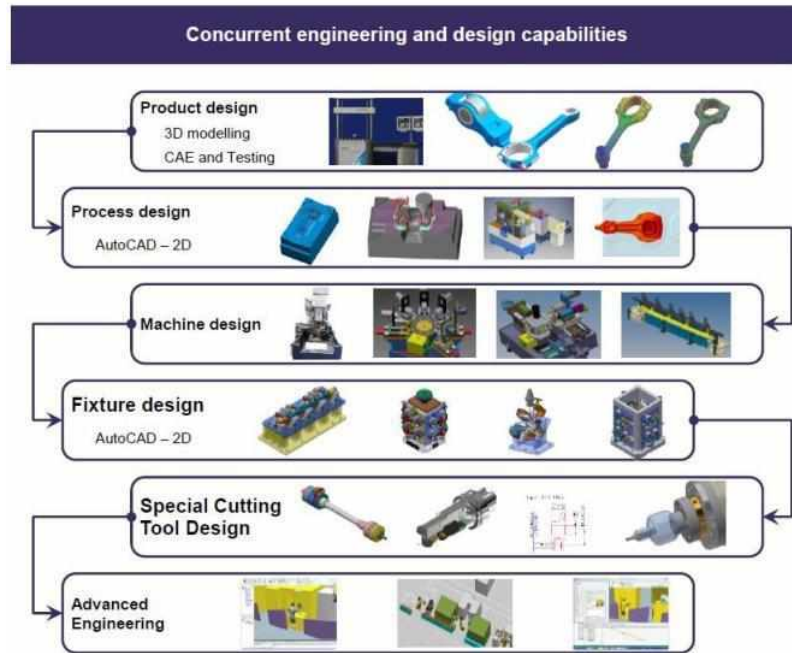 Concurrent engineering and design capabilities
Product design
3D modelling
CAE and Testing
Process design
AutoCAD – 2D
Machine design
Fixture design
AutoCAD – 2D
Special Cutting
Tool Design
Advanced
Engineering